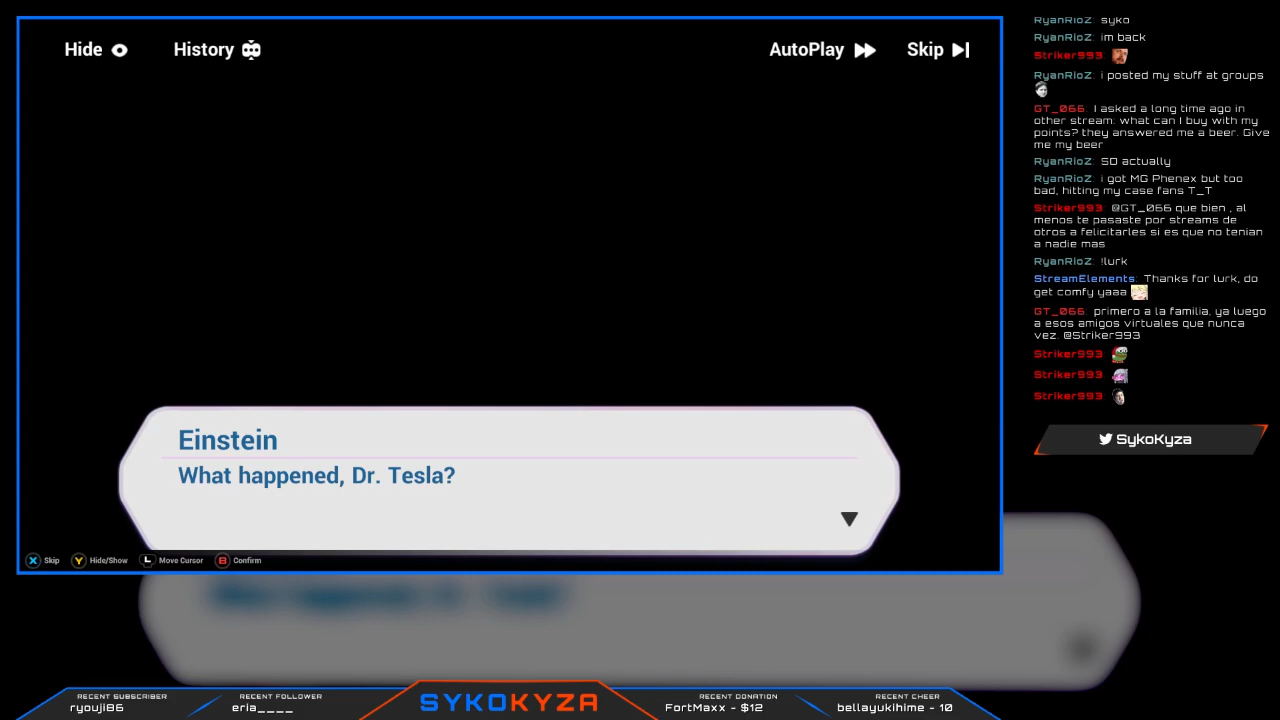 Hide
History
AutoPlay
Skip
Einstein
What happened, Dr. Tesla?
X Skip
Y Hide/Show
L Move Cursor
B Confirm
RyanRioZ: syko
RyanRioZ: im back
Striker993
RyanRioZ: i posted my stuff at groups
GT_066: I asked a long time ago in
other stream: what can I buy with my
points? they answered me a beer. Give
me my beer
RyanRioZ: SO actually
RyanRioZ: i got MG Phenex but too
bad, hitting my case fans T_T
Striker993 @GT_066 que bien , al
menos te pasaste por streams de
otros a felicitarles si es que no tenian
a nadie mas
RyanRioZ: !lurk
StreamElements: Thanks for lurk, do
get comfy yaaa
GT_066 primero a la familia, ya luego
a esos amigos virtuales que nunca
vez. @Striker993
Striker993
Striker993
Striker993
SykoKyza
RECENT SUBSCRIBER
ryouji86
RECENT FOLLOWER
eria____
SYKOKYZA
RECENT DONATION
FortMaxx - $12
RECENT CHEER
bellayukihime - 10